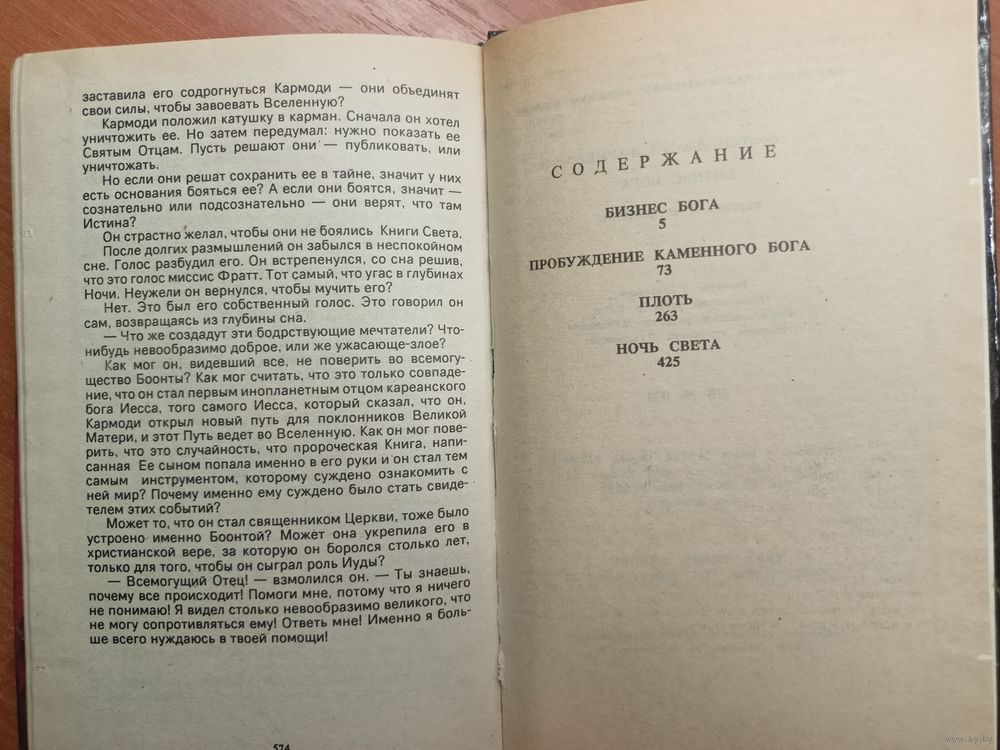 заставила его содрогнуться Кармоди — они объединят
свои силы, чтобы завоевать Вселенную?
Кармоди положил катушку в карман. Сначала он хотел
уничтожить ее. Но затем передумал: нужно показать ее
Святым Отцам. Пусть решают они — публиковать, или
уничтожать.
Но если они решат сохранить ее в тайне, значит у них
есть основания бояться ее? А если они боятся, значит —
сознательно или подсознательно — они верят, что там
Истина?
Он страстно желал, чтобы они не боялись Книги Света.
После долгих размышлений он забылся в неспокойном
сне. Голос разбудил его. Он встрепенулся, со сна решив,
что это голос миссис Фратт. Тот самый, что угас в глубинах
Ночи. Неужели он вернулся, чтобы мучить его?
Нет. Это был его собственный голос. Это говорил он
сам, возвращаясь из глубины сна.
— Что же создадут эти бодрствующие мечтатели? Что-
нибудь невообразимо доброе, или же ужасающе-злое?
Как мог он, видевший все, не поверить во всемогу-
щество Боонты? Как мог считать, что это только совпаде-
ние, что он стал первым инопланетным отцом кареанского
бога Иесса, того самого Иесса, который сказал, что он,
Кармоди открыл новый путь для поклонников Великой
Матери, и этот Путь ведет во Вселенную. Как он мог пове-
рить, что это случайность, что пророческая Книга, напи-
санная Ее сыном попала именно в его руки и он стал тем
самым инструментом, которому суждено ознакомить с
ней мир? Почему именно ему суждено было стать свиде-
телем этих событий?
Может то, что он стал священником Церкви, тоже было
устроено именно Боонтой? Может она укрепила его в
христианской вере, за которую он боролся столько лет,
только для того, чтобы он сыграл роль Иуды?
— Всемогущий Отец! — взмолился он. — Ты знаешь,
почему все происходит! Помоги мне, потому что я ничего
не понимаю! Я видел столько невообразимо великого, что
не могу сопротивляться ему! Ответь мне! Именно я боль-
ше всего нуждаюсь в твоей помощи!
574
СОДЕРЖАНИЕ
БИЗНЕС БОГА
5
ПРОБУЖДЕНИЕ КАМЕННОГО БОГА
73
ПЛОТЬ
263
НОЧЬ СВЕТА
425
www.ay.by